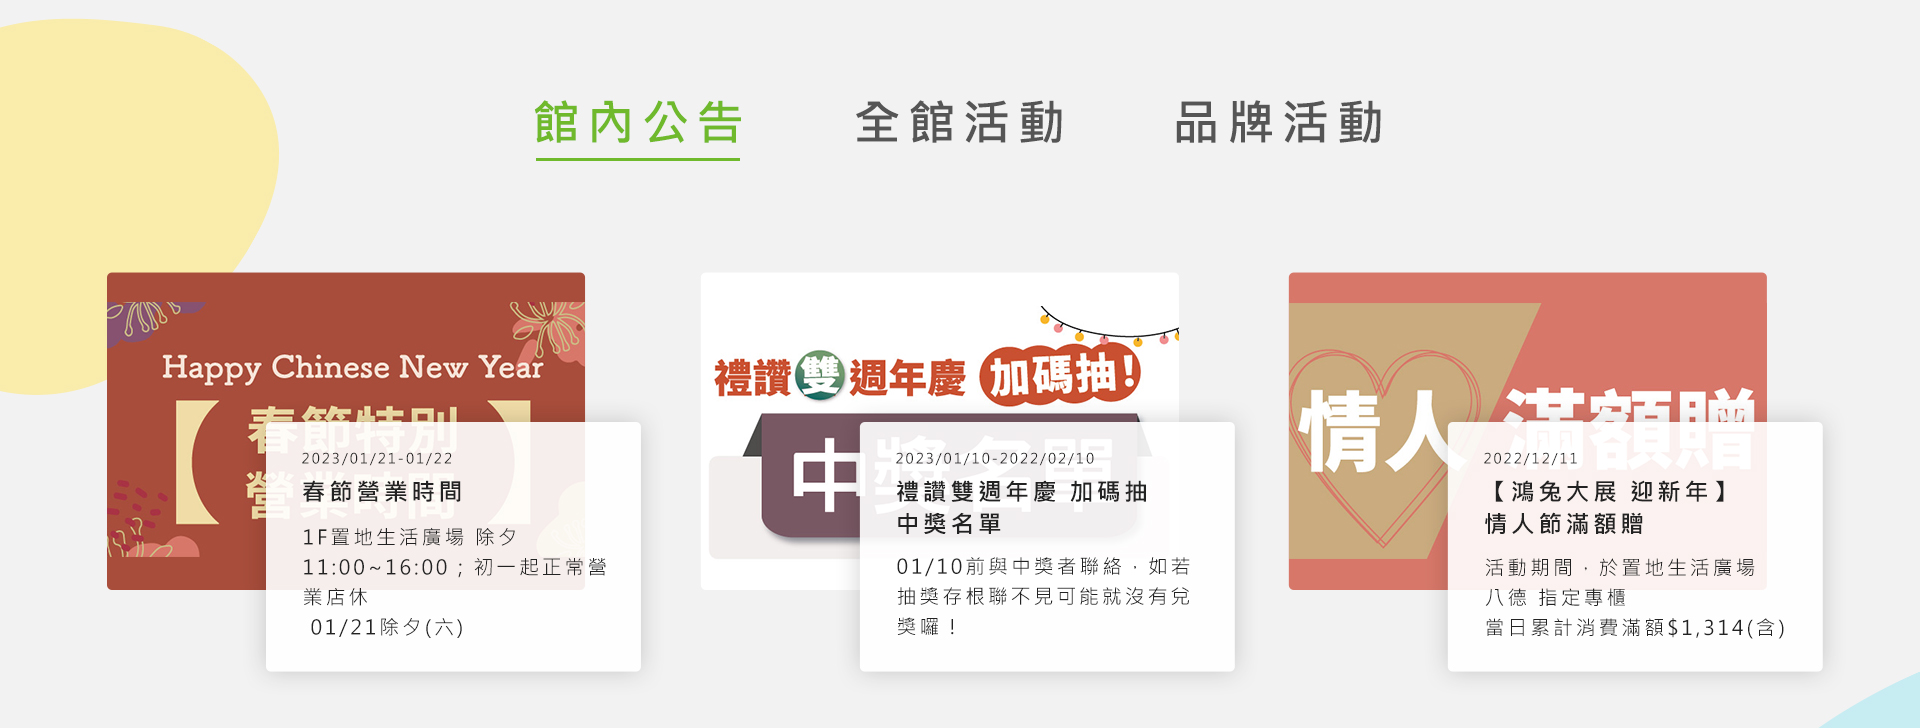 館內公告
全館活動
品牌活動
Happy Chinese New Year
【春節特別
營業時間】
2023/01/21-01/22
春節營業時間
1F置地生活廣場 除夕
11:00~16:00；初一起正常營
業店休
01/21除夕(六)
禮讚雙週年慶 加碼抽!
中獎名單
2023/01/10-2022/02/10
禮讚雙週年慶 加碼抽
中獎名單
01/10前與中獎者聯絡，如若
抽獎存根聯不見可能就沒有兌
獎囉！
情人 滿額贈
2022/12/11
【鴻兔大展 迎新年】
情人節滿額贈
活動期間，於置地生活廣場
八德 指定專櫃
當日累計消費滿額$1,314(含)